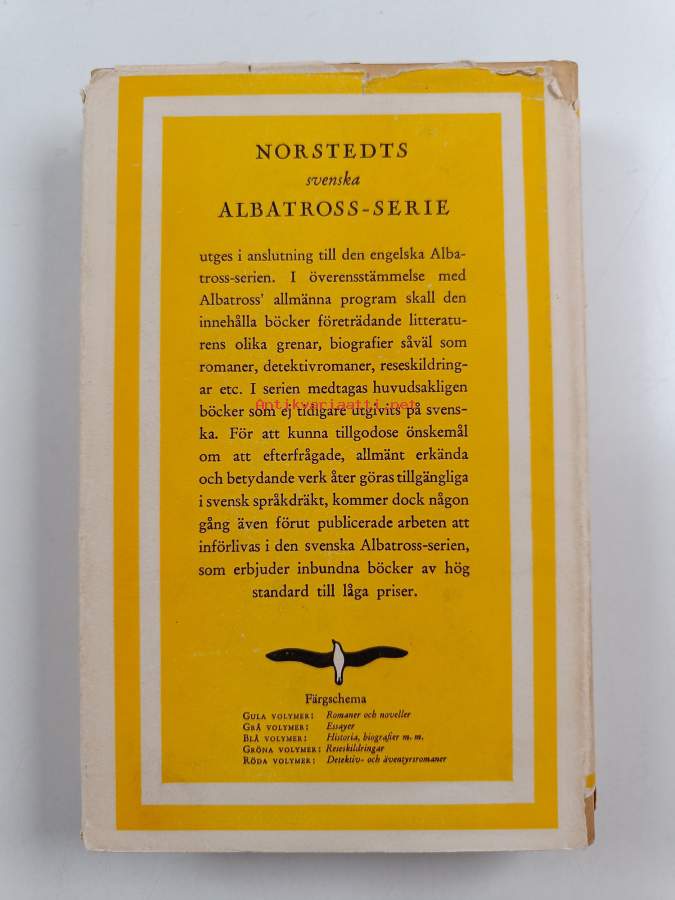 NORSTEDTS
svenska
ALBATROSS-SERIE
utges i anslutning till den engelska Alba-
tross-serien. I överensstämmelse med
Albatross' allmänna program skall den
innehålla böcker företrädande litteratu-
rens olika grenar, biografier såväl som
romaner, detektivromaner, reseskildring-
ar etc. I serien medtagas huvudsakligen
Antikvariaatti.net
böcker som ej tidigare utgivits på svens-
ka. För att kunna tillgodose önskemål
om att efterfrågade, allmänt erkända
och betydande verk åter göras tillgängliga
i svensk språkdräkt, kommer dock någon
gång även förut publicerade arbeten att
införlivas i den svenska Albatross-serien,
som erbjuder inbundna böcker av hög
standard till låga priser.
Färgschema
GULA VOLYMER: Romaner och noveller
GRÅ VOLYMER: Essayer
BLÅ VOLYMER: Historia, biografier m. m.
GRÖNA VOLYMER: Reseskildringar
RÖDA VOLYMER: Detektiv- och äventyrsromaner